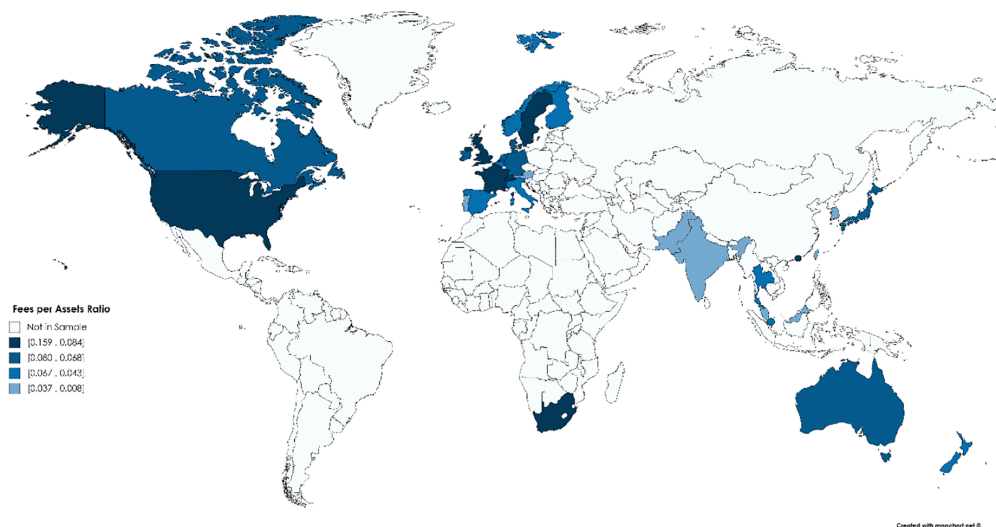 Fees per Assets Ratio
Not in Sample
[0.159 , 0.084]
[0.080 , 0.068]
[0.067 , 0.043]
[0.037 , 0.008]
Created with mapchart.net ©